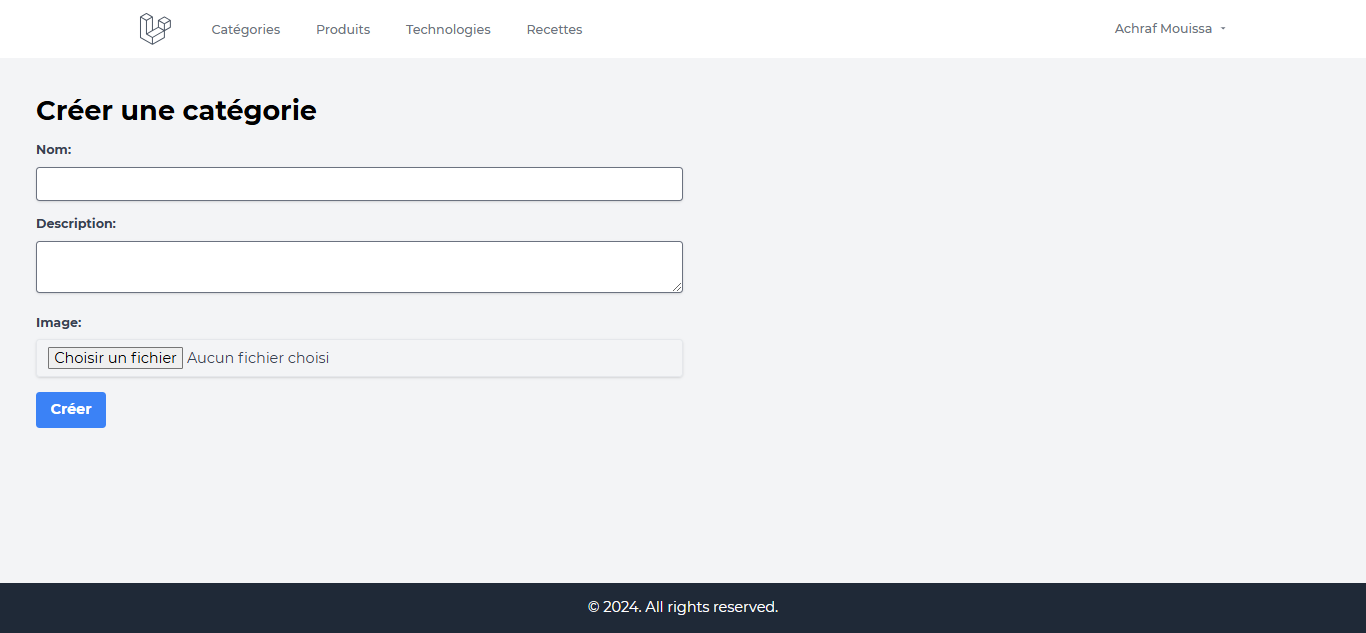 Catégories Produits Technologies Recettes Achraf Mouissa
Créer une catégorie
Nom:
Description:
Image:
Choisir un fichier Aucun fichier choisi
Créer
© 2024. All rights reserved.